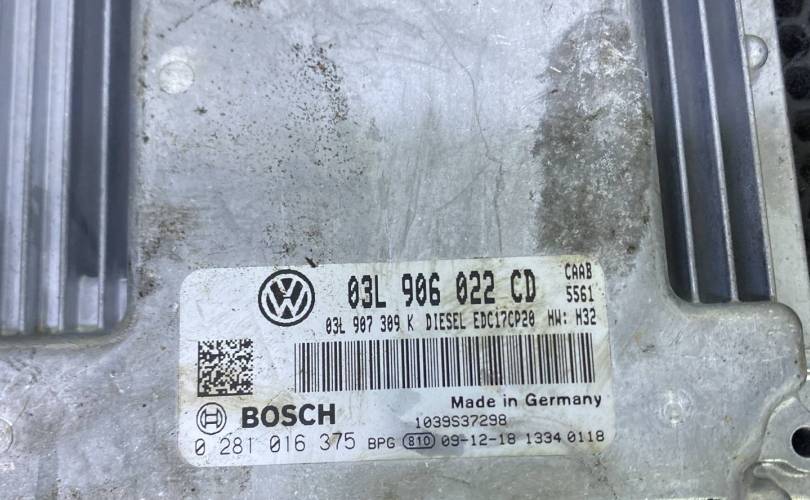 03L 906 022 CD CAAB
5561
03L 907 309 K DIESEL EDC17CP20 HW: H32
Made in Germany
BOSCH 1039S37298
0 281 016 375 BPG 810 09-12-18 1334 0118